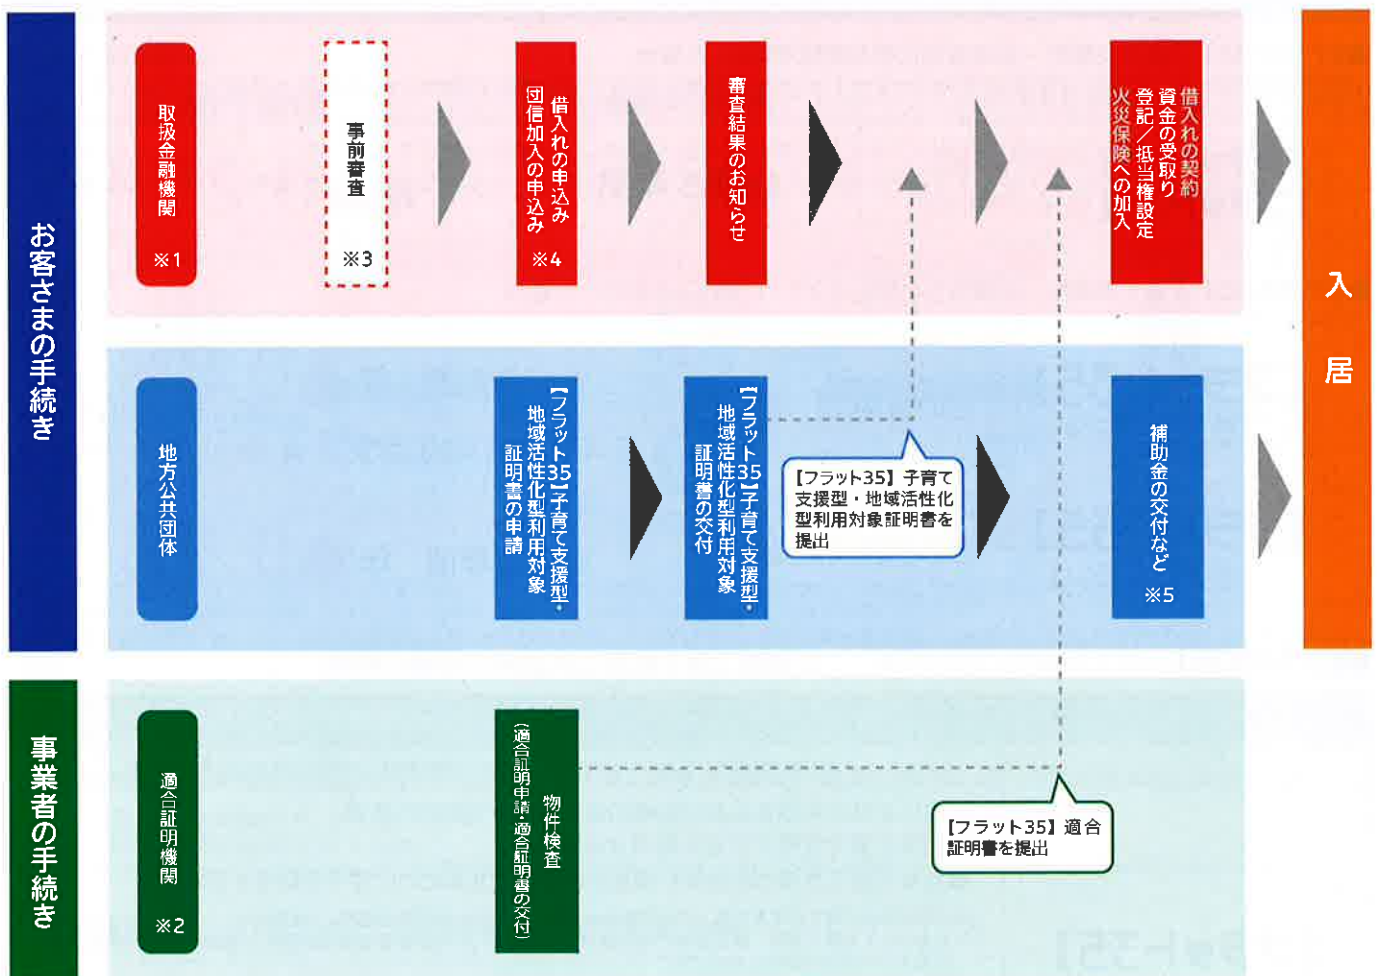 お客さまの手続き
取扱金融機関
※1
事前審査
※3
借入れの申込み
団信加入の申込み
※4
審査結果のお知らせ
借入れの契約
資金の受取り
登記／抵当権設定
火災保険への加入
入居
地方公共団体
【フラット35】子育て支援型・
地域活性化型利用対象
証明書の申請
【フラット35】子育て支援型・
地域活性化型利用対象
証明書の交付
【フラット35】子育て
支援型・地域活性化
型利用対象証明書を
提出
補助金の交付など
※5
事業者の手続き
適合証明機関
※2
物件検査
（適合証明申請・適合証明書の交付）
【フラット35】適合
証明書を提出